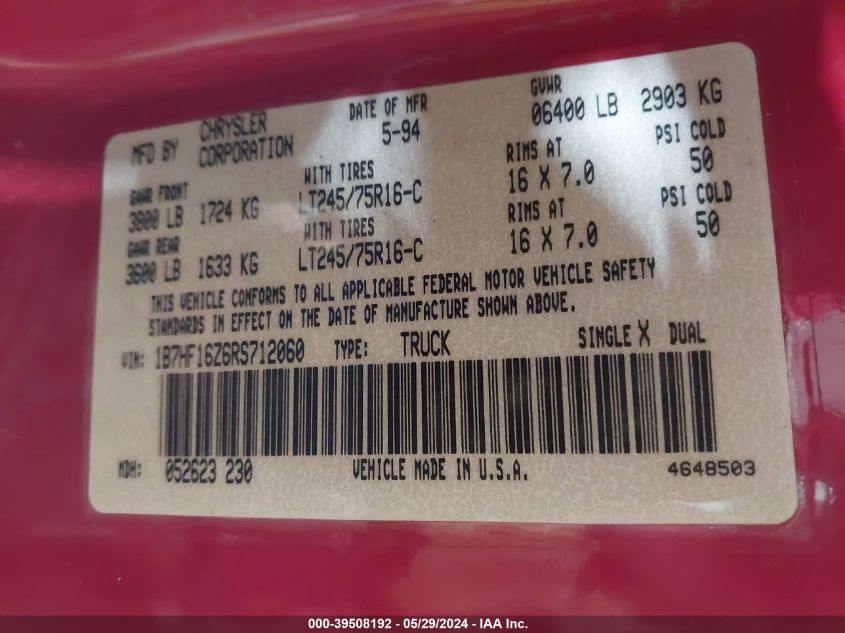 MFD BY CHRYSLER CORPORATION DATE OF MFR 5-94 GVWR 06400 LB 2903 KG
GAWR FRONT 3800 LB 1724 KG WITH TIRES LT245/75R16-C RIMS AT 16 X 7.0 PSI COLD 50
GAWR REAR 3600 LB 1633 KG WITH TIRES LT245/75R16-C RIMS AT 16 X 7.0 PSI COLD 50
THIS VEHICLE CONFORMS TO ALL APPLICABLE FEDERAL MOTOR VEHICLE SAFETY
STANDARDS IN EFFECT ON THE DATE OF MANUFACTURE SHOWN ABOVE.
VIN: 1B7HF16Z6RS712060 TYPE: TRUCK SINGLE X DUAL
MDH: 052623 230 VEHICLE MADE IN U.S.A. 4648503
000-39508192 - 05/29/2024 - IAA Inc.